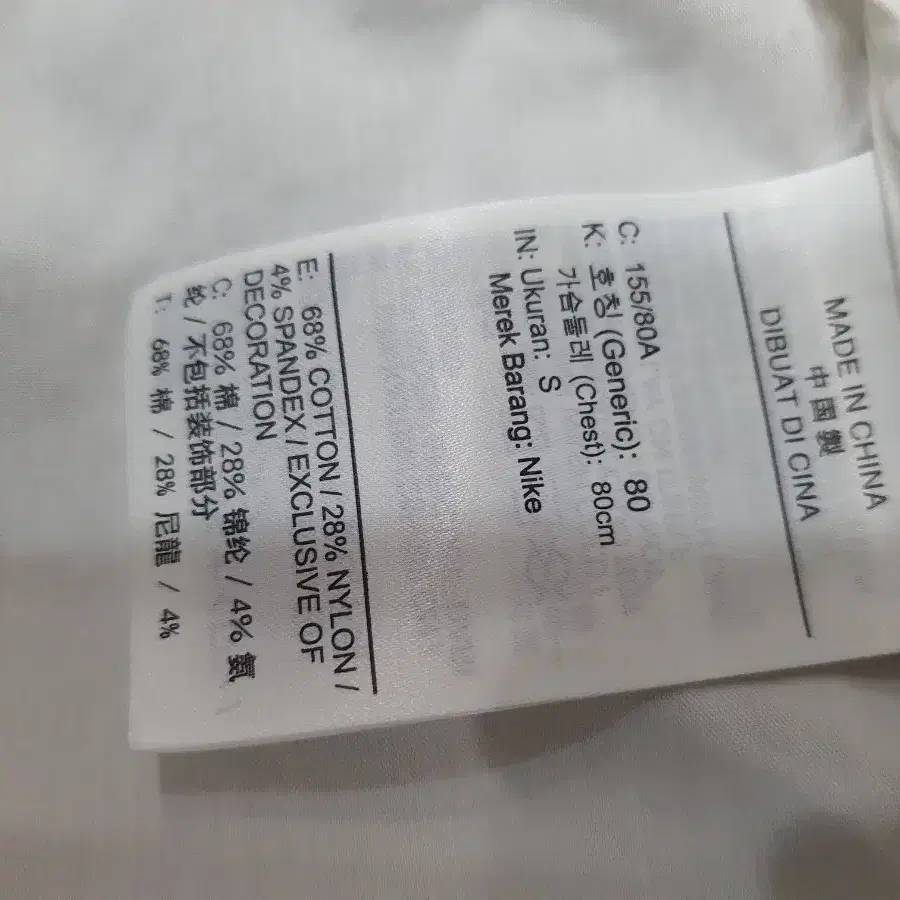 MADE IN CHINA
中國製
DIBUAT DI CINA
C: 155/80A
K: 호칭 (Generic): 80
가슴둘레 (Chest): 80cm
IN: Ukuran: S
Merek Barang: Nike
E: 68% COTTON / 28% NYLON /
4% SPANDEX / EXCLUSIVE OF
DECORATION
C: 68% 棉 / 28% 锦纶 / 4% 氨
纶 / 不包括装饰部分
T: 68% 棉 / 28% 尼龍 / 4%